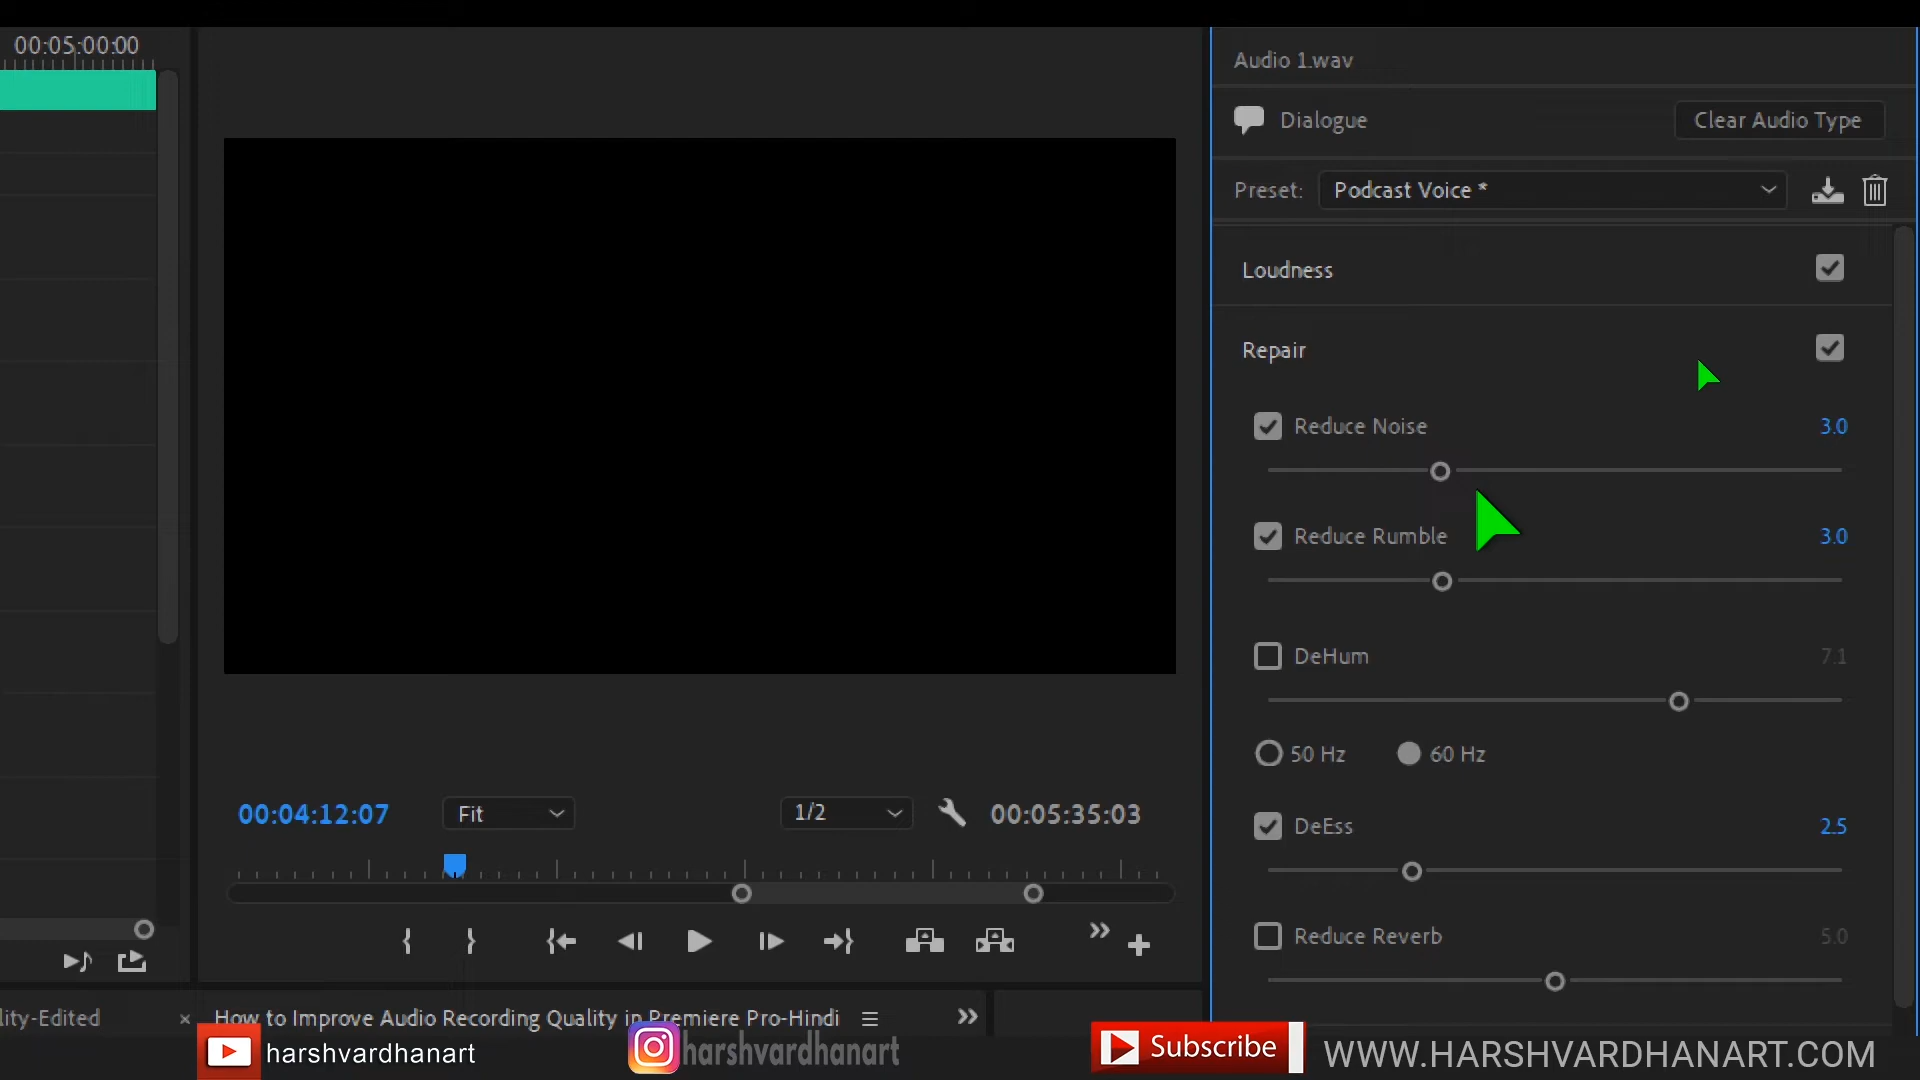 00:05:00:00
Audio 1.wav
Dialogue
Clear Audio Type
Preset:
Podcast Voice *
Loudness
Repair
Reduce Noise
3.0
Reduce Rumble
3.0
DeHum
7.1
50 Hz
60 Hz
DeEss
2.5
Reduce Reverb
5.0
00:04:12:07
Fit
1/2
00:05:35:03
lity-Edited
How to Improve Audio Recording Quality in Premiere Pro-Hindi
harshvardhanart
harshvardhanart
Subscribe
WWW.HARSHVARDHANART.COM